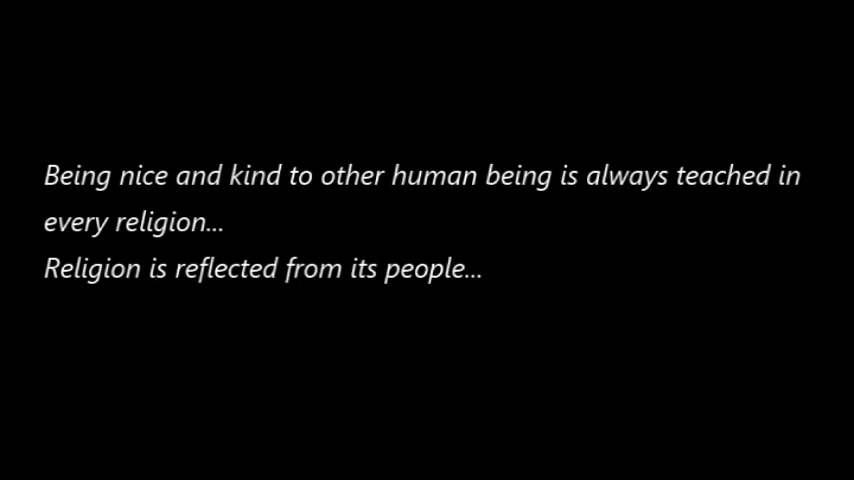 Being nice and kind to other human being is always teached in
every religion...
Religion is reflected from its people...